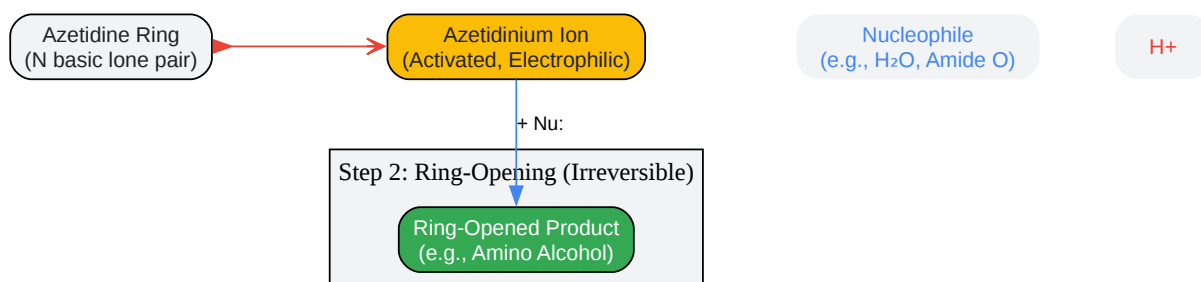 Azetidine Ring
(N basic lone pair)
Azetidinium Ion
(Activated, Electrophilic)
Nucleophile
(e.g., H₂O, Amide O)
H+
+ Nu:
Step 2: Ring-Opening (Irreversible)
Ring-Opened Product
(e.g., Amino Alcohol)